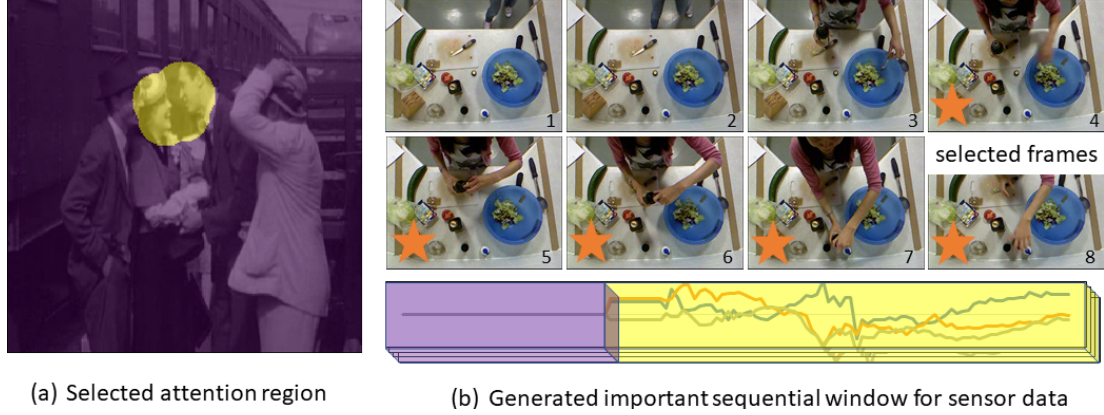 1
2
3
4
selected frames
5
6
7
8
(a) Selected attention region
(b) Generated important sequential window for sensor data